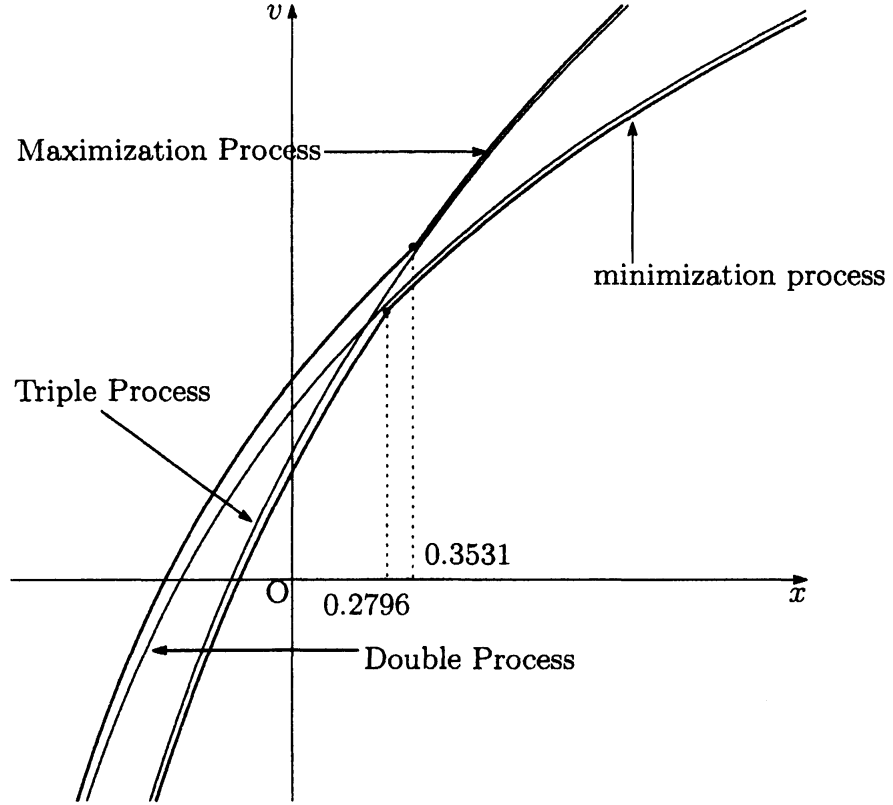 v
Maximization Process
minimization process
Triple Process
0.3531
O
x
0.2796
Double Process